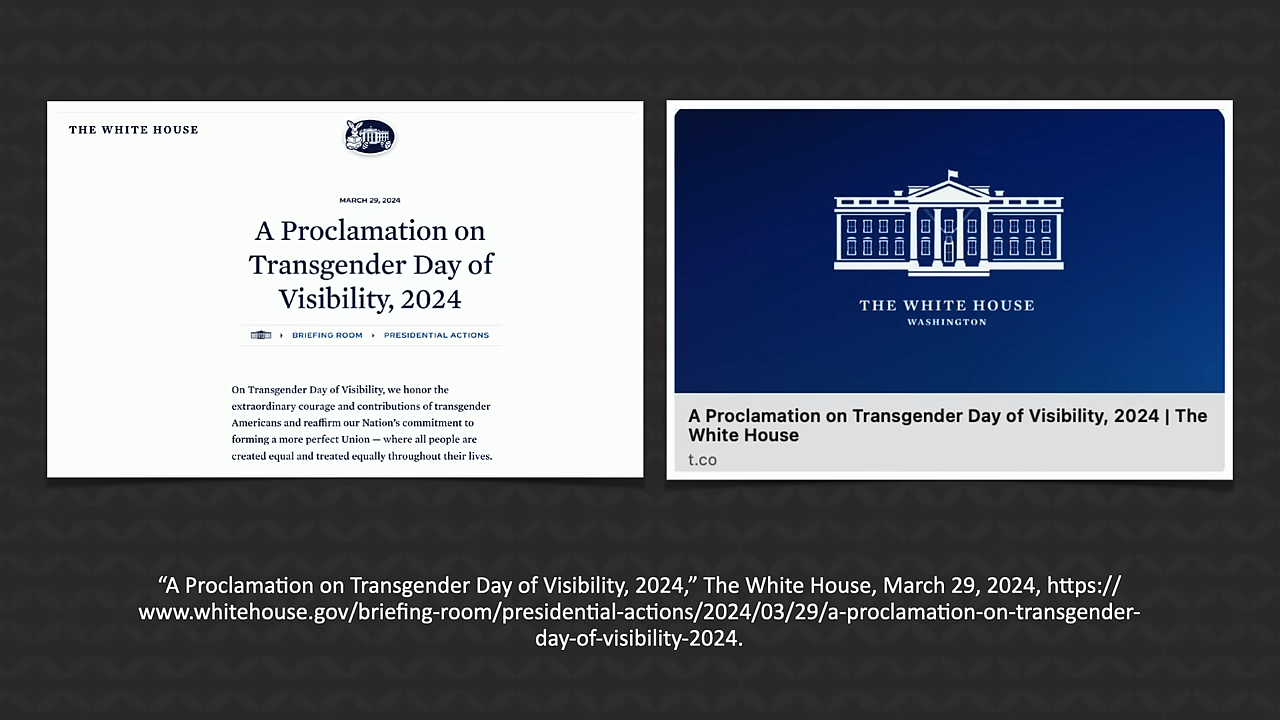 THE WHITE HOUSE
MARCH 29, 2024
A Proclamation on
Transgender Day of
Visibility, 2024
BRIEFING ROOM
PRESIDENTIAL ACTIONS
On Transgender Day of Visibility, we honor the
extraordinary courage and contributions of transgender
Americans and reaffirm our Nation’s commitment to
forming a more perfect Union — where all people are
created equal and treated equally throughout their lives.
THE WHITE HOUSE
WASHINGTON
A Proclamation on Transgender Day of Visibility, 2024 | The
White House
t.co
“A Proclamation on Transgender Day of Visibility, 2024,” The White House, March 29, 2024, https://
www.whitehouse.gov/briefing-room/presidential-actions/2024/03/29/a-proclamation-on-transgender-
day-of-visibility-2024.